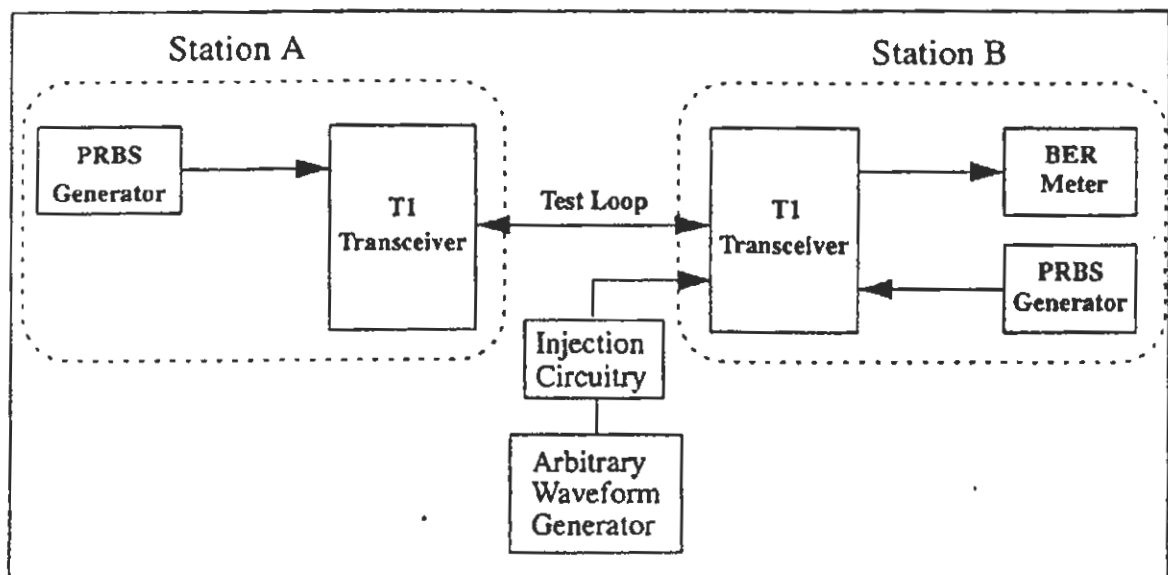 Station A
Station B
PRBS
Generator
T1
Transceiver
Test Loop
T1
Transceiver
BER
Meter
PRBS
Generator
Injection
Circuitry
Arbitrary
Waveform
Generator